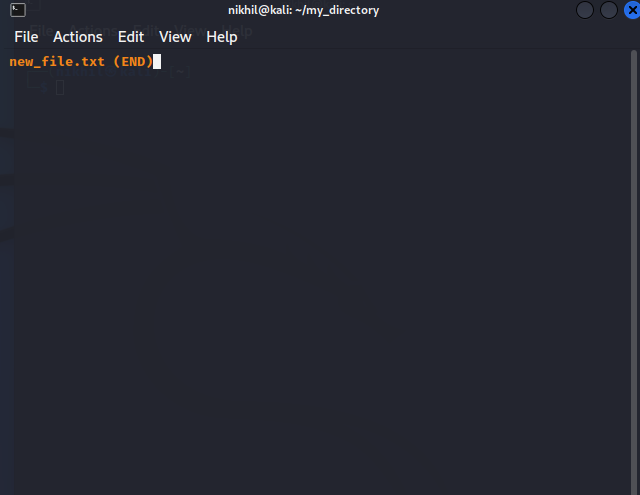 nikhil@kali: ~/my_directory
File Actions Edit View Help
new_file.txt (END)